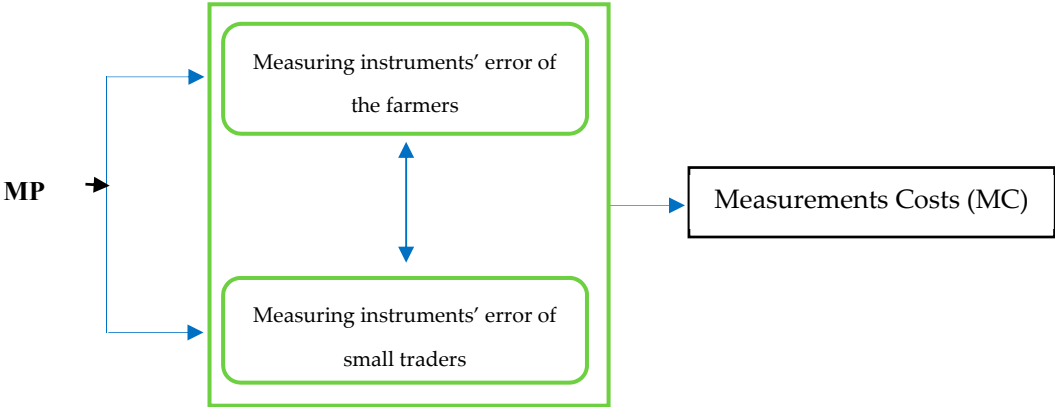 Measuring instruments’ error of
the farmers
MP
Measurements Costs (MC)
Measuring instruments’ error of
small traders